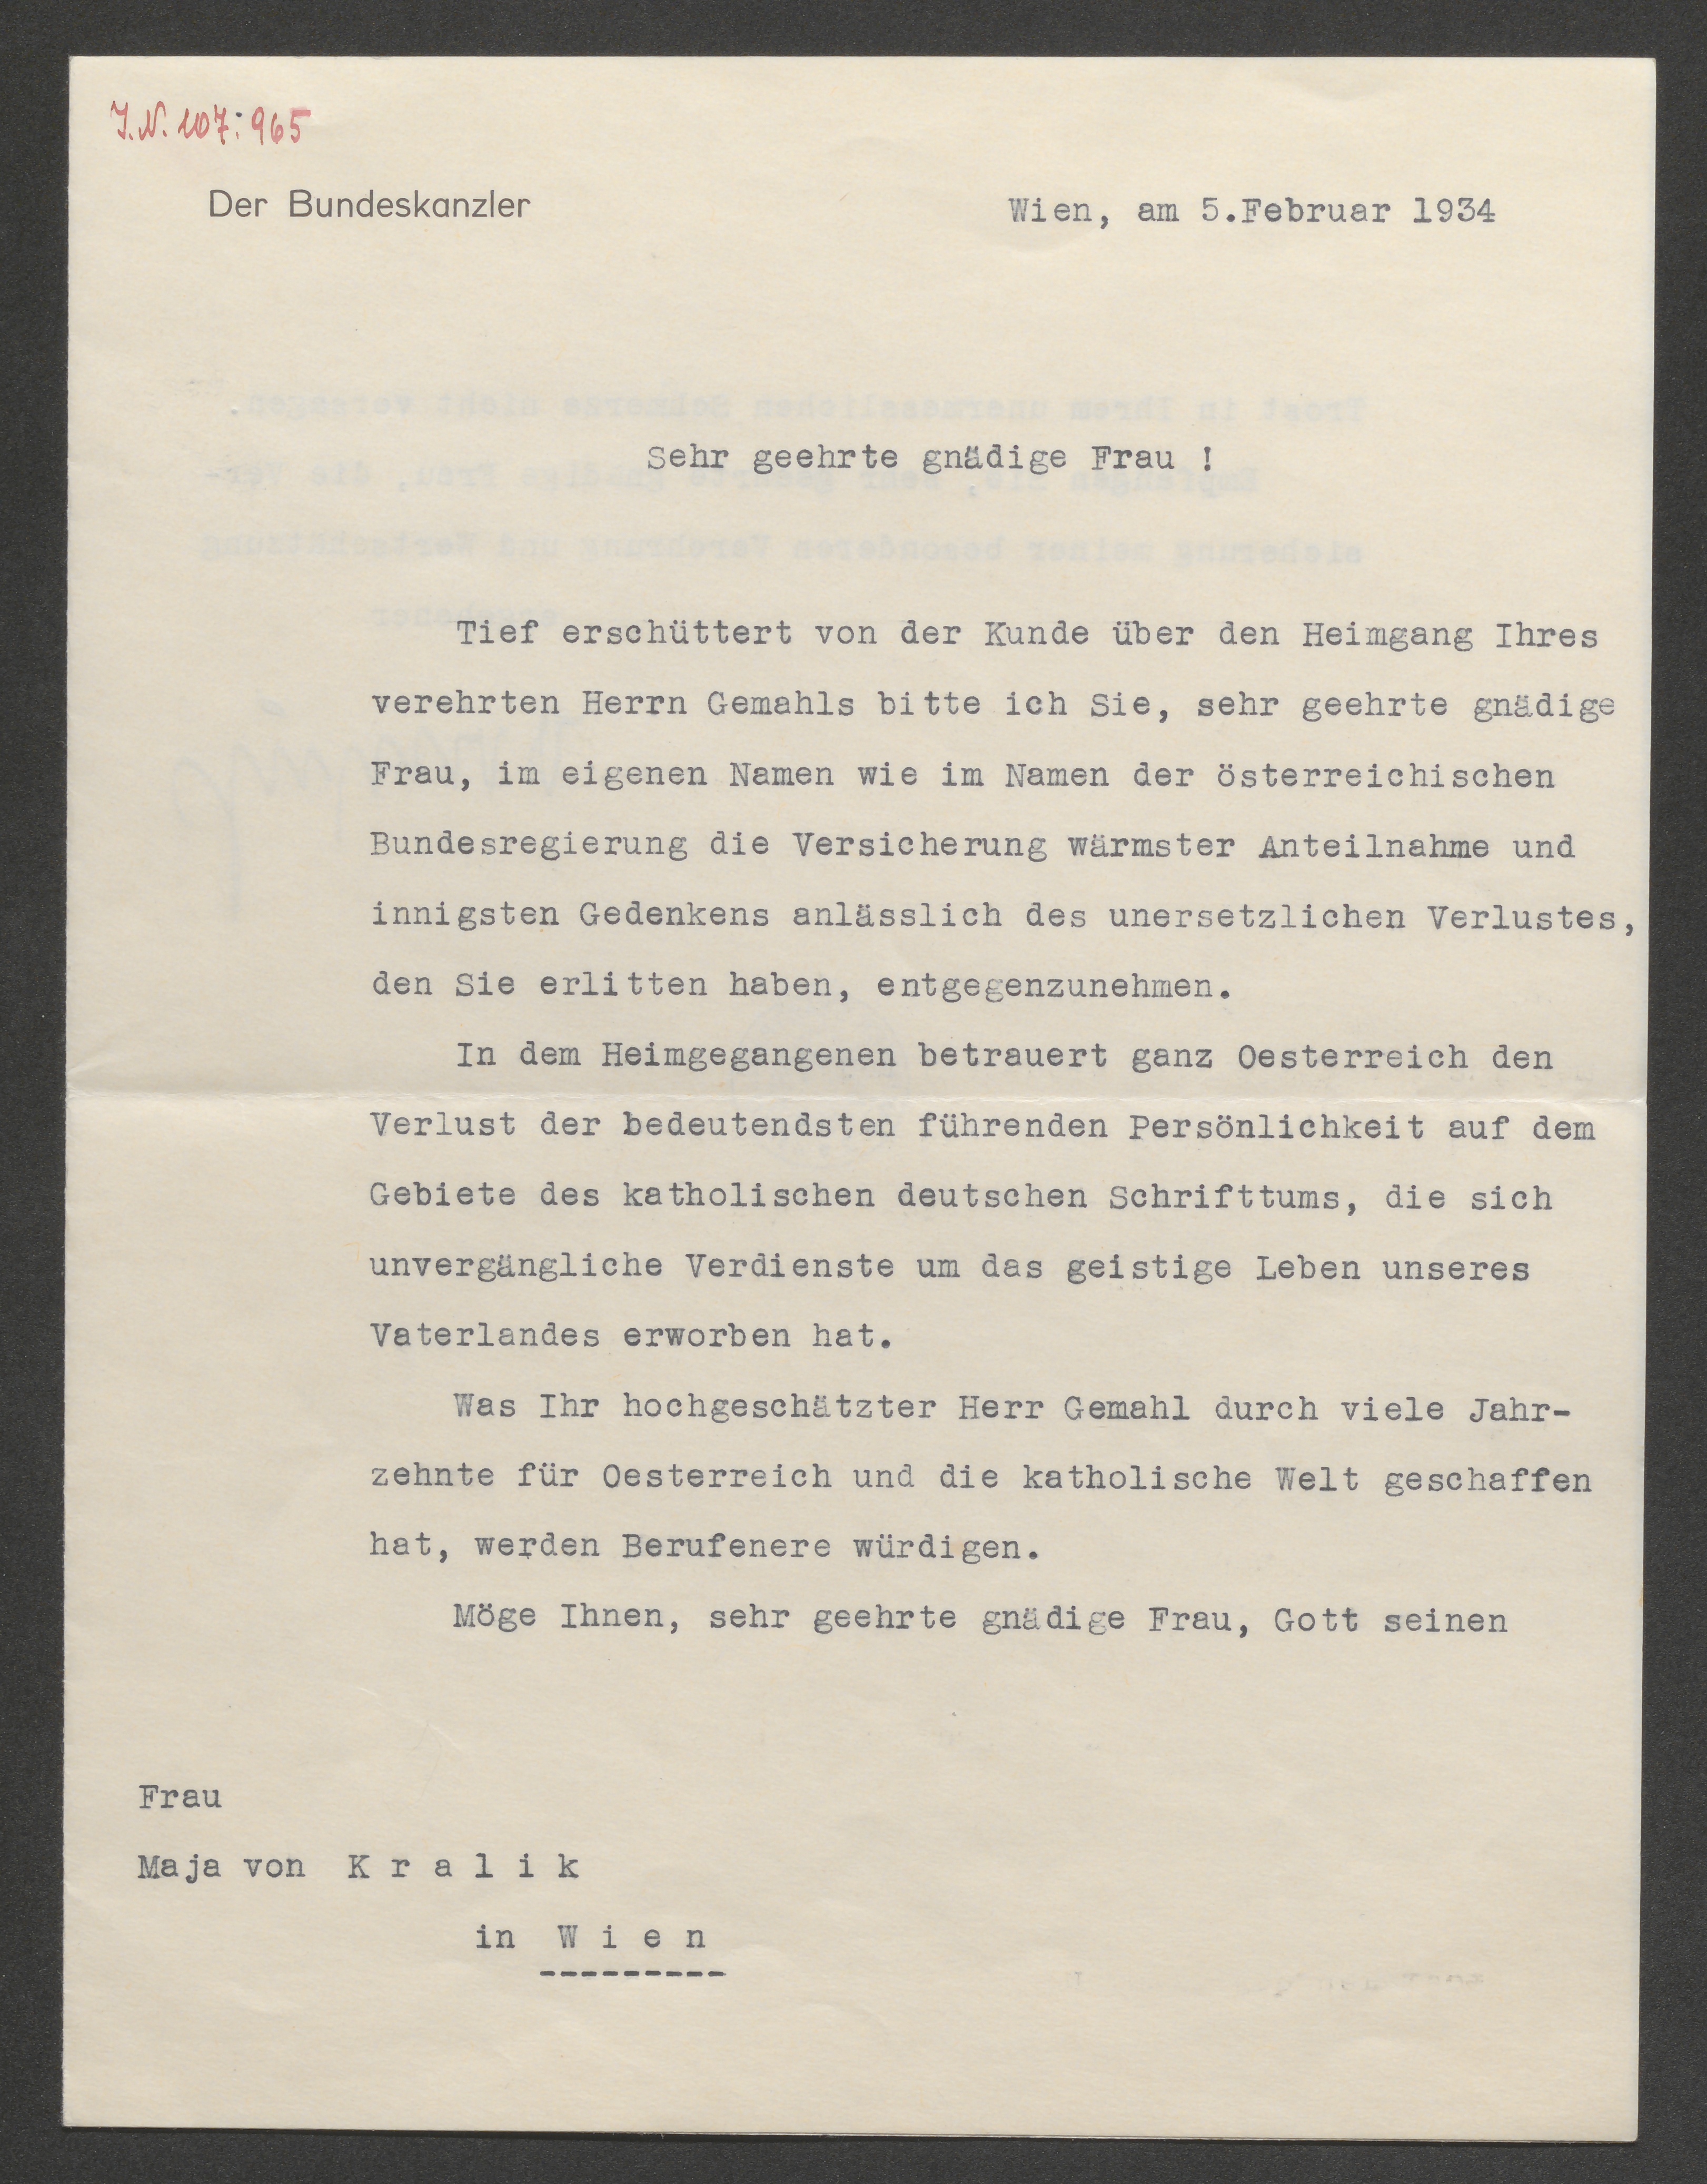 I.N. 107:965
Der Bundeskanzler
Wien, am 5.Februar 1934
Sehr geehrte gnädige Frau !
Tief erschüttert von der Kunde über den Heimgang Ihres
verehrten Herrn Gemahls bitte ich Sie, sehr geehrte gnädige
Frau, im eigenen Namen wie im Namen der österreichischen
Bundesregierung die Versicherung wärmster Anteilnahme und
innigsten Gedenkens anlässlich des unersetzlichen Verlustes,
den Sie erlitten haben, entgegenzunehmen.
In dem Heimgegangenen betrauert ganz Oesterreich den
Verlust der bedeutendsten führenden Persönlichkeit auf dem
Gebiete des katholischen deutschen Schrifttums, die sich
unvergängliche Verdienste um das geistige Leben unseres
Vaterlandes erworben hat.
Was Ihr hochgeschätzter Herr Gemahl durch viele Jahr-
zehnte für Oesterreich und die katholische Welt geschaffen
hat, werden Berufenere würdigen.
Möge Ihnen, sehr geehrte gnädige Frau, Gott seinen
Frau
Maja von K r a l i k
in W i e n